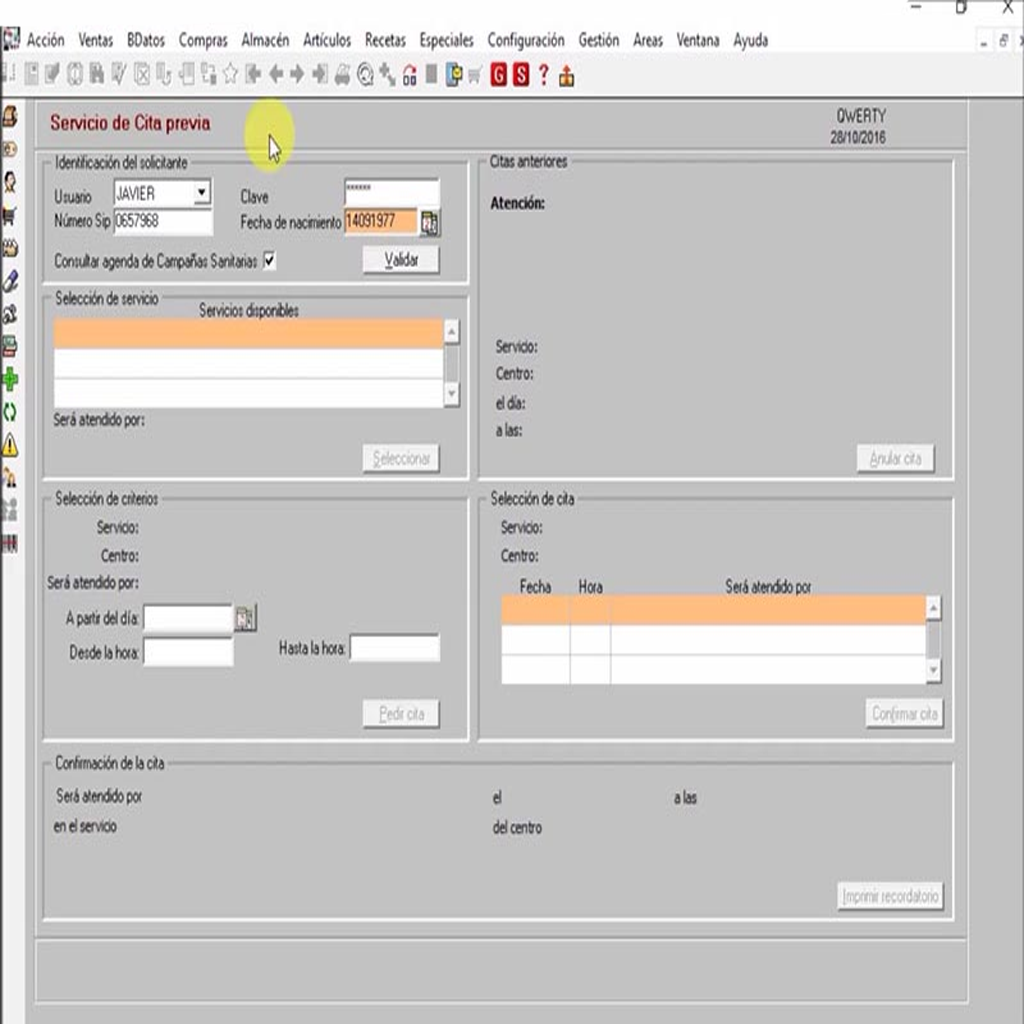 Acción Ventas BDatos Compras Almacén Artículos Recetas Especiales Configuración Gestión Areas Ventana Ayuda
G S ?
Servicio de Cita previa
QWERTY
28/10/2016
Identificación del solicitante
Usuario JAVIER Clave ******
Número Sip 0657968 Fecha de nacimiento 14091977
Consultar agenda de Campañas Sanitarias Validar
Citas anteriores
Atención:
Servicio:
Centro:
el día:
a las:
Anular cita
Selección de servicio
Servicios disponibles
Será atendido por:
Seleccionar
Selección de criterios
Servicio:
Centro:
Será atendido por:
A partir del día:
Desde la hora: Hasta la hora:
Pedir cita
Selección de cita
Servicio:
Centro:
Fecha Hora Será atendido por
Confirmar cita
Confirmación de la cita
Será atendido por el a las
en el servicio del centro
Imprimir recordatorio